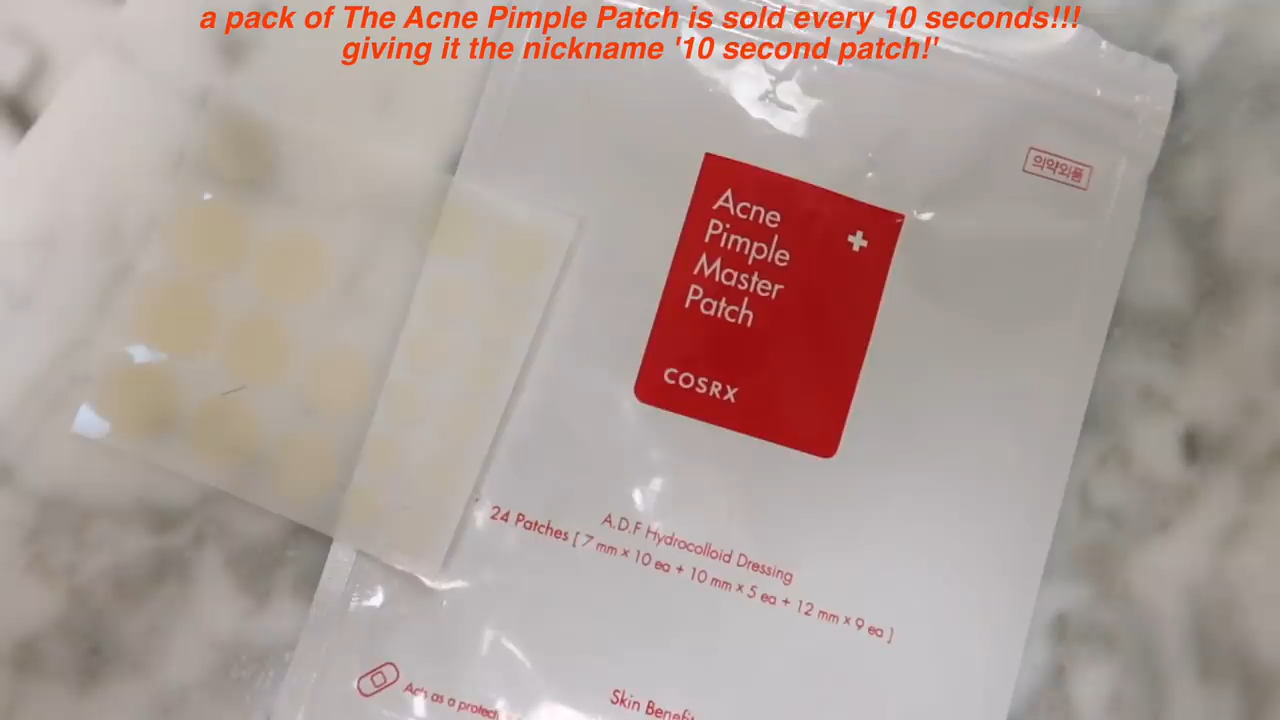 a pack of The Acne Pimple Patch is sold every 10 seconds!!!
giving it the nickname '10 second patch!'
의약외품
Acne
Pimple
Master
Patch
COSRX
A.D.F Hydrocolloid Dressing
24 Patches [ 7 mm × 10 ea + 10 mm × 5 ea + 12 mm × 9 ea ]
Acts as a
Skin